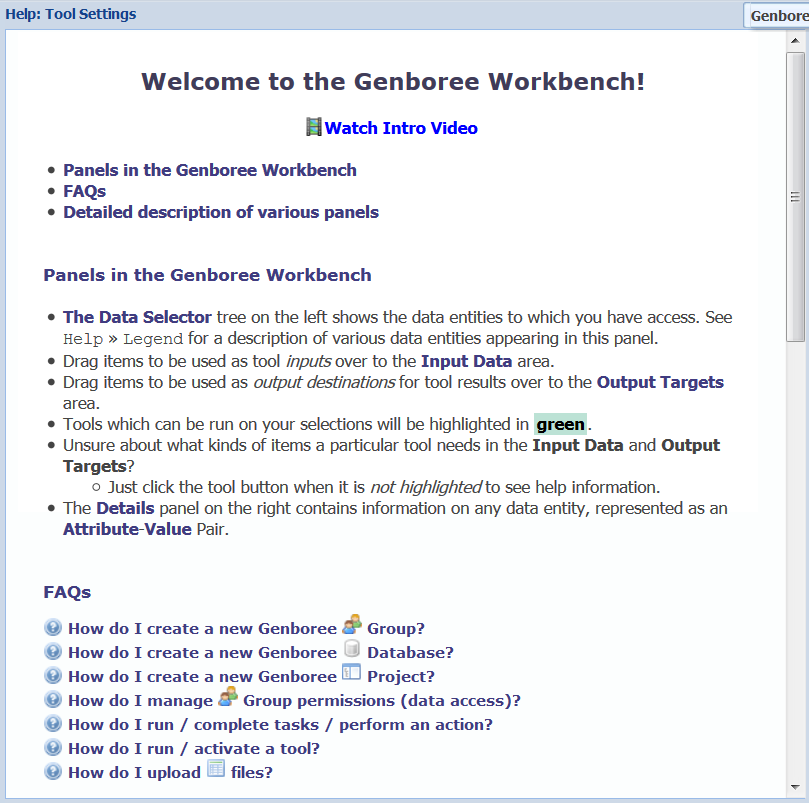 Help: Tool Settings
Genbore
Welcome to the Genboree Workbench!
Watch Intro Video
• Panels in the Genboree Workbench
• FAQs
• Detailed description of various panels
Panels in the Genboree Workbench
• The Data Selector tree on the left shows the data entities to which you have access. See
Help » Legend for a description of various data entities appearing in this panel.
• Drag items to be used as tool inputs over to the Input Data area.
• Drag items to be used as output destinations for tool results over to the Output Targets
area.
• Tools which can be run on your selections will be highlighted in green.
• Unsure about what kinds of items a particular tool needs in the Input Data and Output
Targets?
○ Just click the tool button when it is not highlighted to see help information.
• The Details panel on the right contains information on any data entity, represented as an
Attribute-Value Pair.
FAQs
How do I create a new Genboree Group?
How do I create a new Genboree Database?
How do I create a new Genboree Project?
How do I manage Group permissions (data access)?
How do I run / complete tasks / perform an action?
How do I run / activate a tool?
How do I upload files?